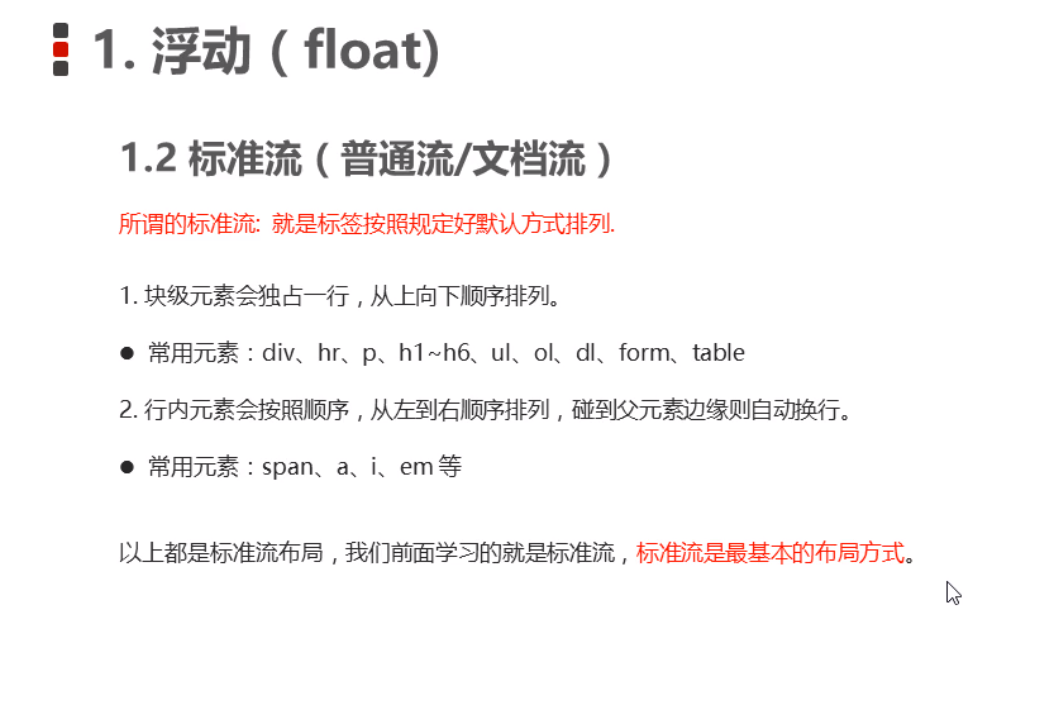 1. 浮动（float)
1.2 标准流（普通流/文档流）
所谓的标准流: 就是标签按照规定好默认方式排列.
1. 块级元素会独占一行，从上向下顺序排列。
● 常用元素：div、hr、p、h1~h6、ul、ol、dl、form、table
2. 行内元素会按照顺序，从左到右顺序排列，碰到父元素边缘则自动换行。
● 常用元素：span、a、i、em 等
以上都是标准流布局，我们前面学习的就是标准流，标准流是最基本的布局方式。